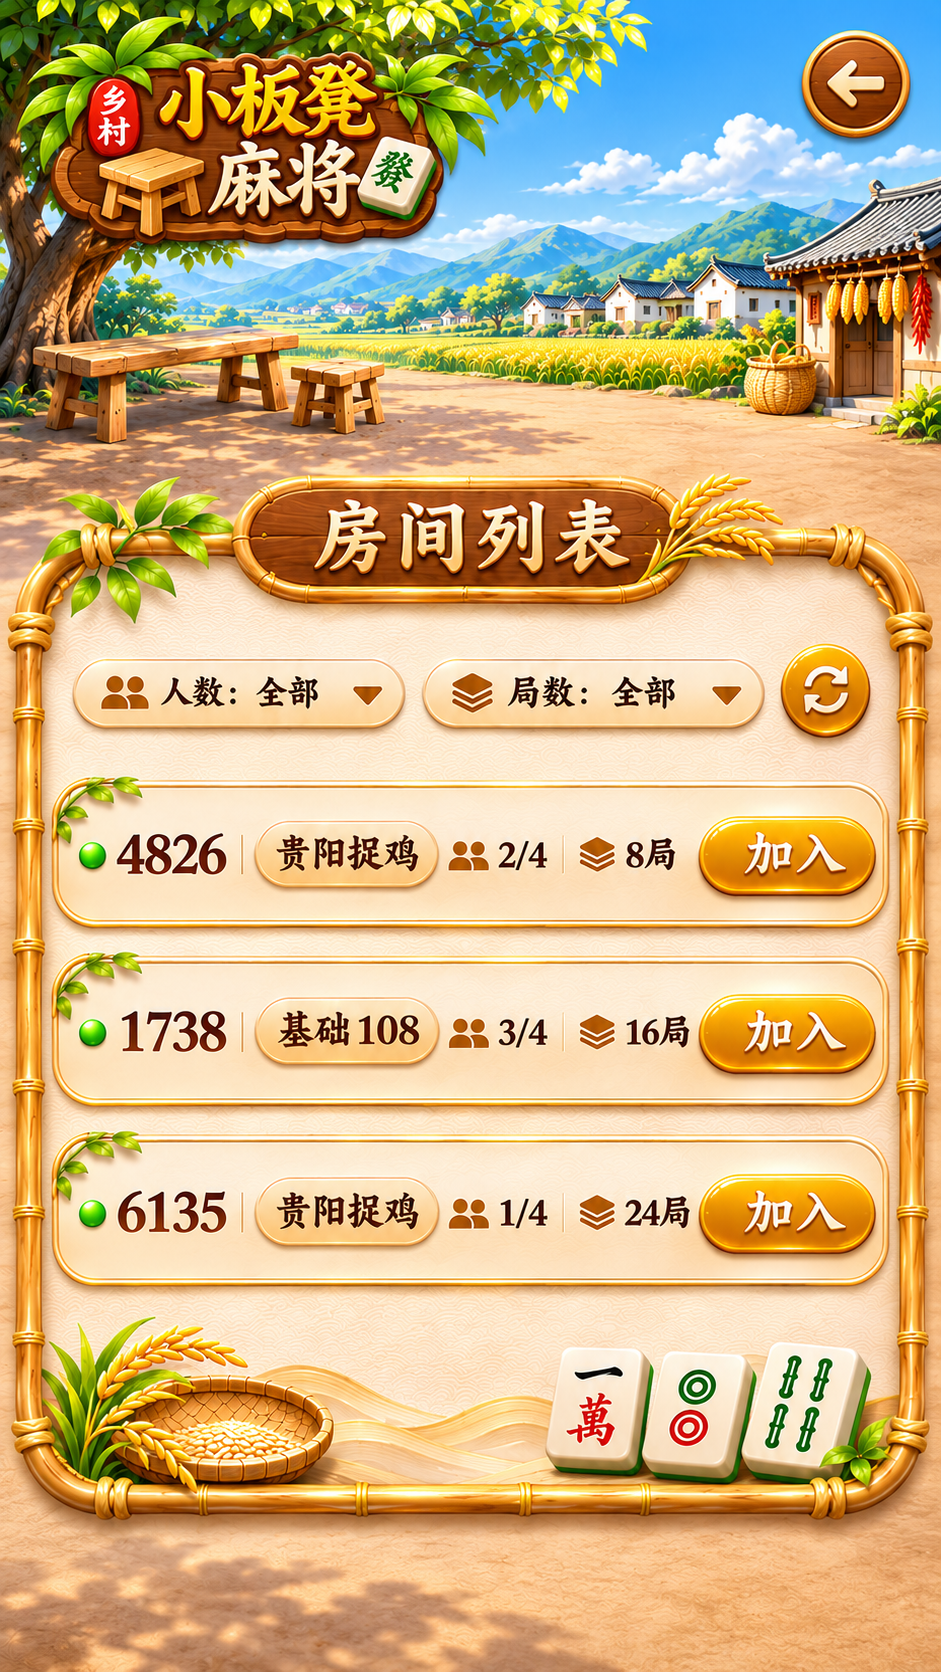 乡村
小板凳
麻将
發
房间列表
人数：全部
局数：全部
4826 贵阳捉鸡 2/4 8局 加入
1738 基础108 3/4 16局 加入
6135 贵阳捉鸡 1/4 24局 加入
一
萬